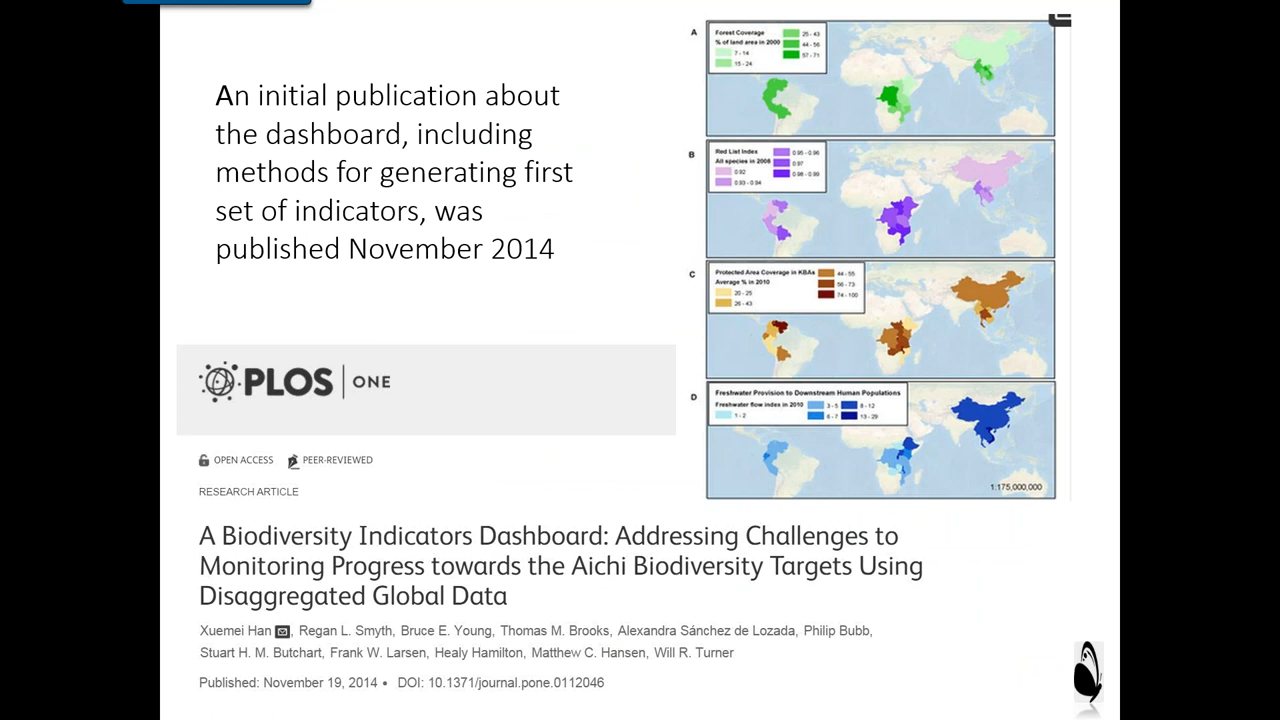 An initial publication about
the dashboard, including
methods for generating first
set of indicators, was
published November 2014
A
Forest Coverage
% of land area in 2000
7 - 14
15 - 24
25 - 43
44 - 56
57 - 71
B
Red List Index
All species in 2008
0.92
0.93 - 0.94
0.95 - 0.96
0.97
0.98 - 0.99
C
Protected Area Coverage in KBAs
Average % in 2010
20 - 25
26 - 43
44 - 55
56 - 73
74 - 100
D
Freshwater Provision to Downstream Human Populations
Freshwater flow index in 2010
1 - 2
3 - 5
6 - 7
8 - 12
13 - 29
1:175,000,000
PLOS | ONE
OPEN ACCESS PEER-REVIEWED
RESEARCH ARTICLE
A Biodiversity Indicators Dashboard: Addressing Challenges to
Monitoring Progress towards the Aichi Biodiversity Targets Using
Disaggregated Global Data
Xuemei Han, Regan L. Smyth, Bruce E. Young, Thomas M. Brooks, Alexandra Sánchez de Lozada, Philip Bubb,
Stuart H. M. Butchart, Frank W. Larsen, Healy Hamilton, Matthew C. Hansen, Will R. Turner
Published: November 19, 2014 • DOI: 10.1371/journal.pone.0112046